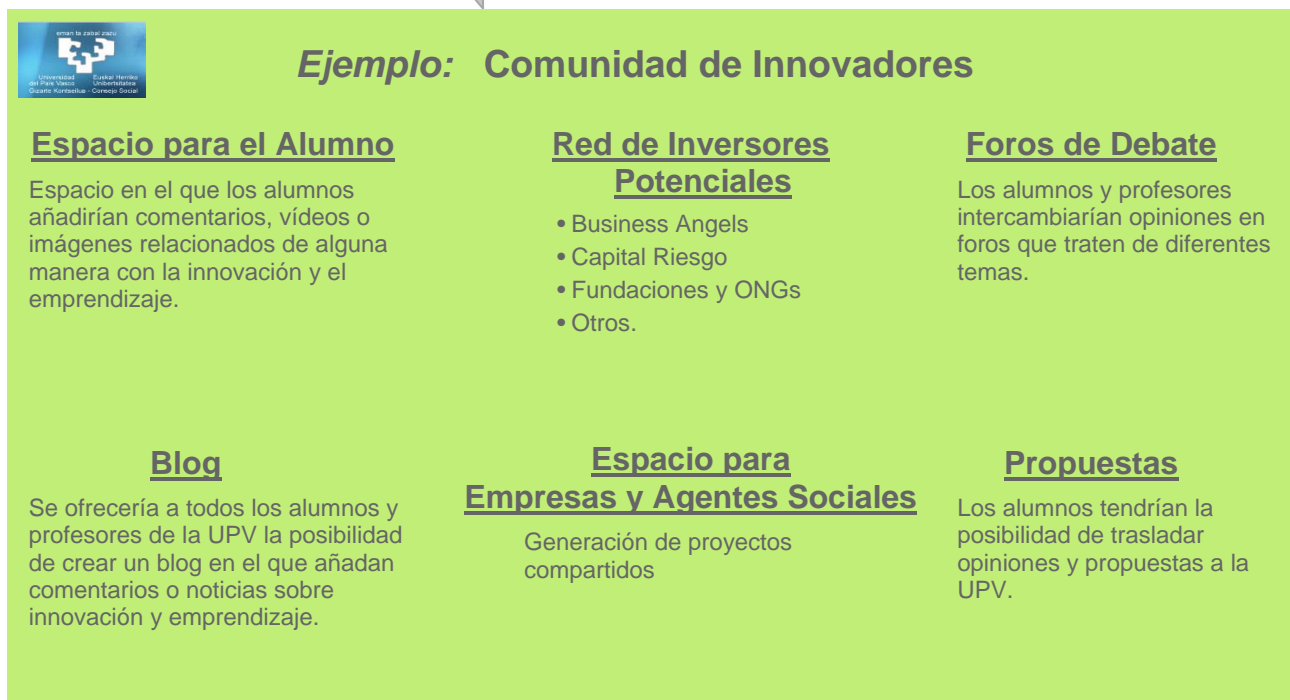 eman ta zabal zazu
Universidad Euskal Herriko
del País Vasco Unibertsitatea
Gizarte Kontseilua - Consejo Social
Ejemplo: Comunidad de Innovadores
Espacio para el Alumno
Espacio en el que los alumnos
añadirían comentarios, vídeos o
imágenes relacionados de alguna
manera con la innovación y el
emprendizaje.
Red de Inversores
Potenciales
• Business Angels
• Capital Riesgo
• Fundaciones y ONGs
• Otros.
Foros de Debate
Los alumnos y profesores
intercambiarían opiniones en
foros que traten de diferentes
temas.
Blog
Se ofrecería a todos los alumnos y
profesores de la UPV la posibilidad
de crear un blog en el que añadan
comentarios o noticias sobre
innovación y emprendizaje.
Espacio para
Empresas y Agentes Sociales
Generación de proyectos
compartidos
Propuestas
Los alumnos tendrían la
posibilidad de trasladar
opiniones y propuestas a la
UPV.